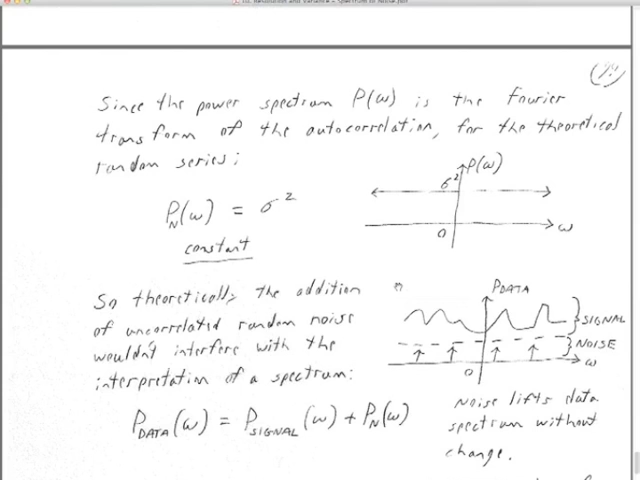 Since the power spectrum P(ω) is the Fourier
transform of the autocorrelation, for the theoretical
random series:
P(ω)
σ²
P_N(ω) = σ²
0
ω
constant
So theoretically, the addition
of uncorrelated random noise
wouldn't interfere with the
interpretation of a spectrum:
P_DATA
SIGNAL
NOISE
0
ω
P_DATA(ω) = P_SIGNAL(ω) + P_N(ω)
Noise lifts data
spectrum without
change.